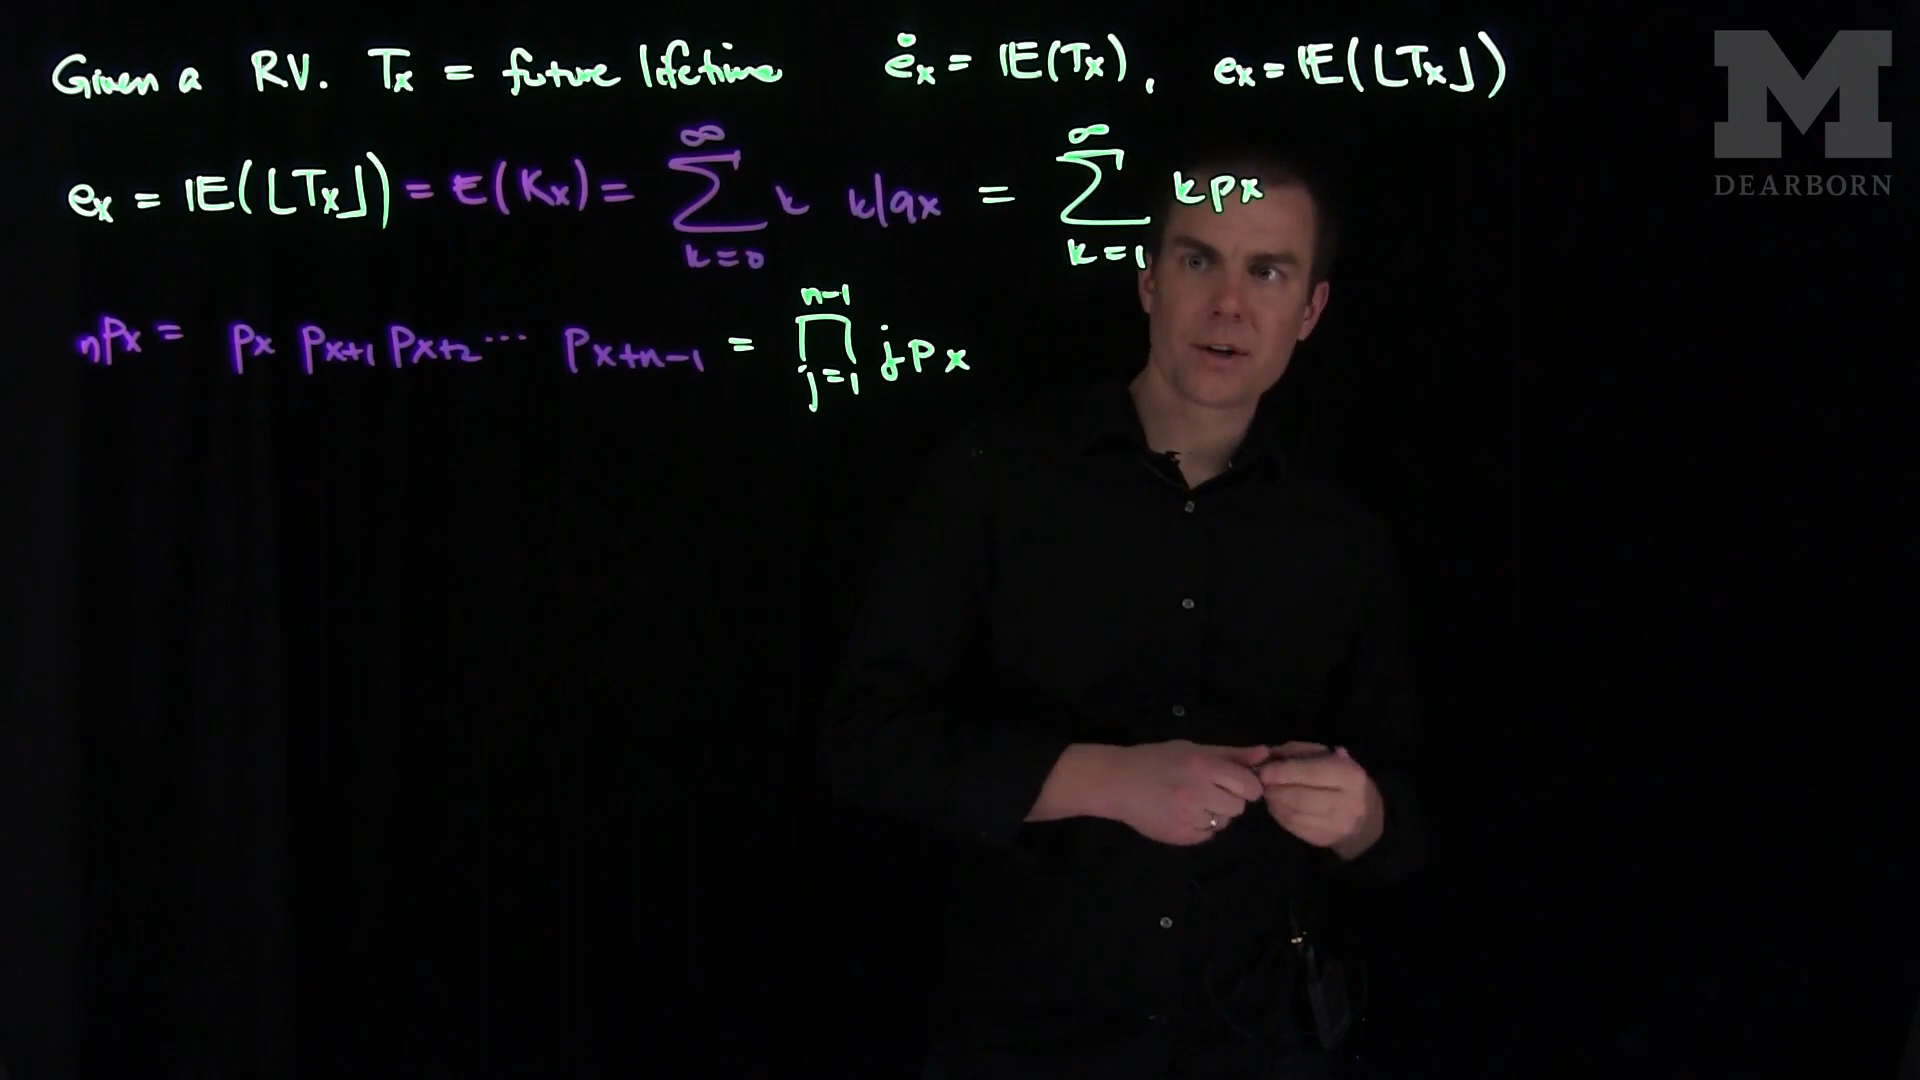 Given a RV. Tx = future lifetime   e̊x = E(Tx), ex = E(⌊Tx⌋)
ex = E(⌊Tx⌋) = E(Kx) = ∑_{k=0}^{∞} k k|qx = ∑_{k=1}^{∞} kpx
npx = px px+1 px+2 ... px+n-1 = ∏_{j=1}^{n-1} jpx
M
DEARBORN